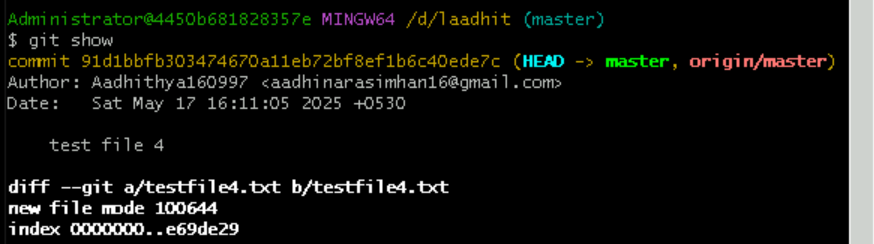 Administrator@4450b681828357e MINGW64 /d/laadhit (master)
$ git show
commit 91d1bbfb303474670a11eb72bf8ef1b6c40ede7c (HEAD -> master, origin/master)
Author: Aadhithya160997 <aadhinarasimhan16@gmail.com>
Date:   Sat May 17 16:11:05 2025 +0530

    test file 4

diff --git a/testfile4.txt b/testfile4.txt
new file mode 100644
index 0000000..e69de29